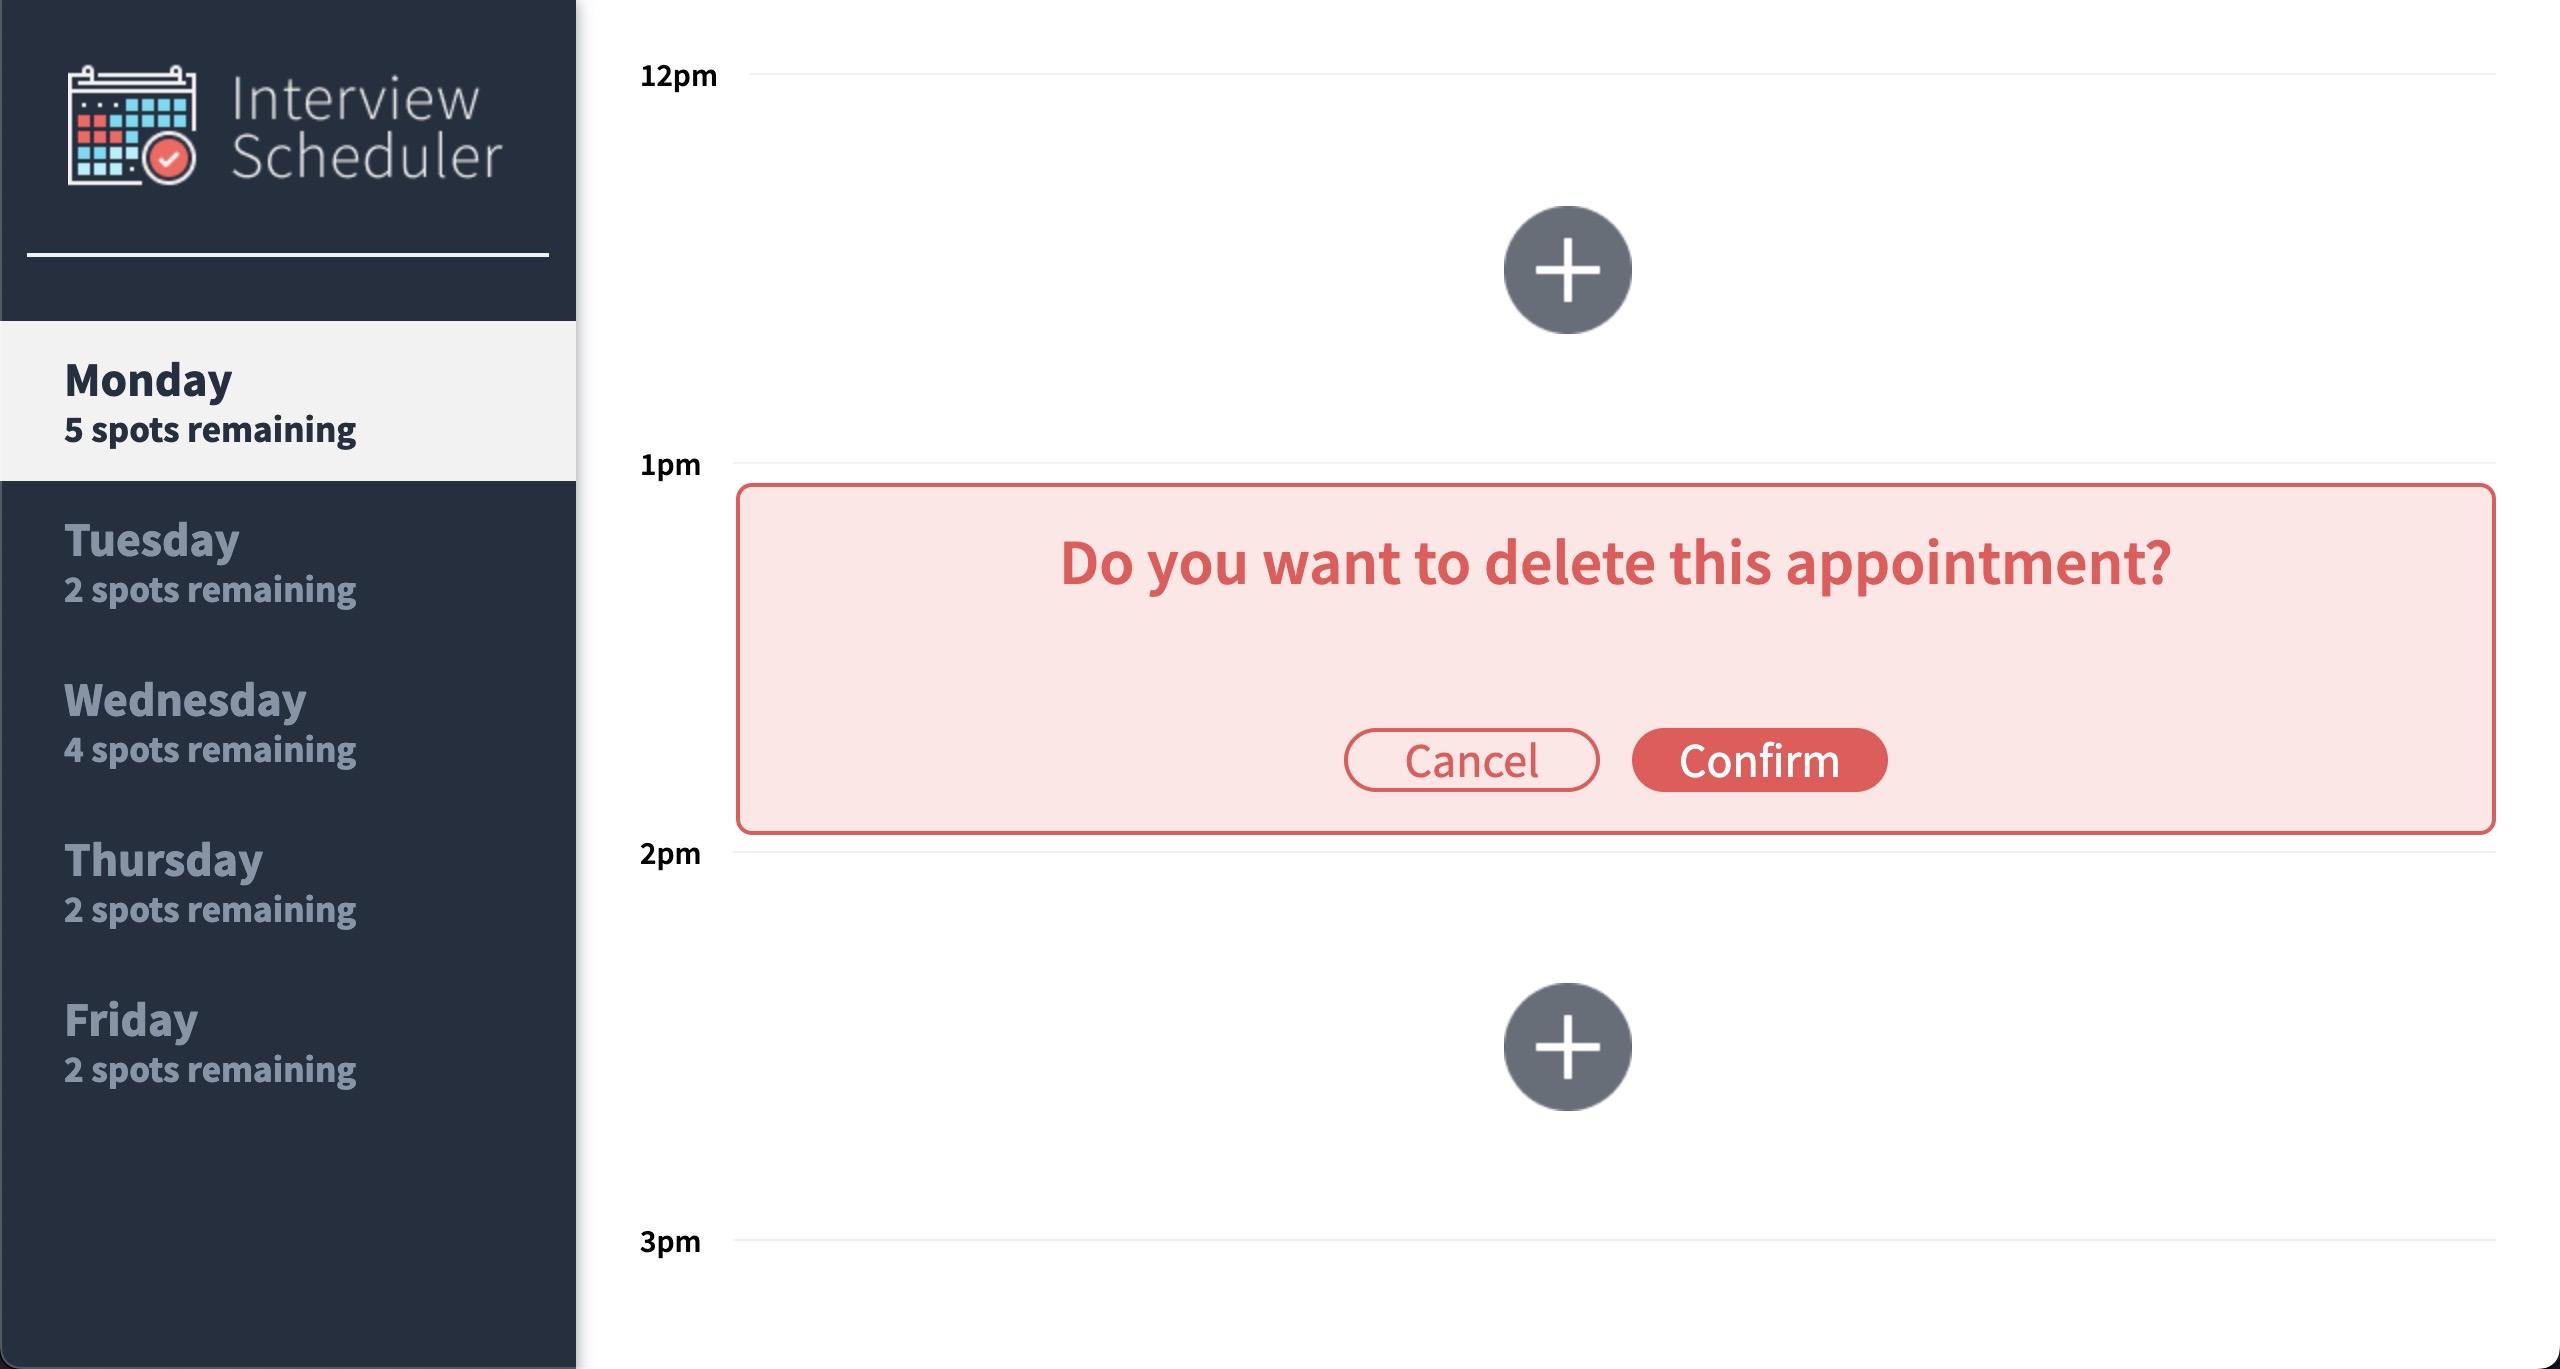 Interview
Scheduler
Monday
5 spots remaining
Tuesday
2 spots remaining
Wednesday
4 spots remaining
Thursday
2 spots remaining
Friday
2 spots remaining
12pm
1pm
Do you want to delete this appointment?
Cancel
Confirm
2pm
3pm